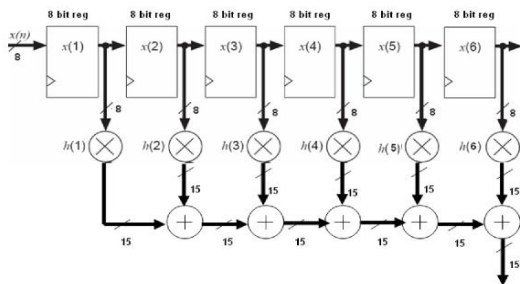 8 bit reg 8 bit reg 8 bit reg 8 bit reg 8 bit reg 8 bit reg
x(n) x(1) x(2) x(3) x(4) x(5) x(6)
8
8 8 8 8 8 8
h(1) h(2) h(3) h(4) h(5) h(6)
15 15 15 15 15
15 15 15 15 15
15